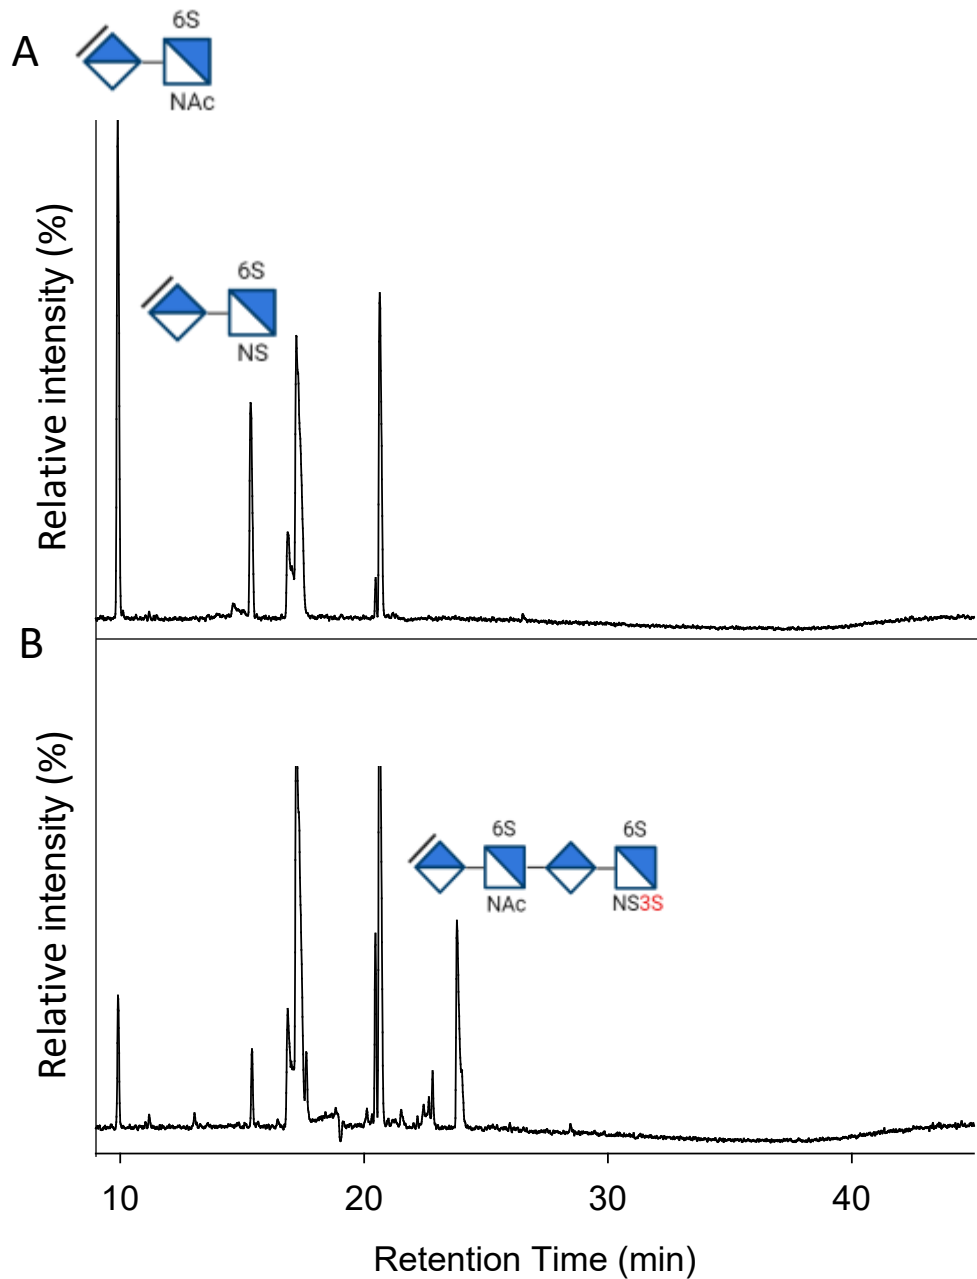 A
6S
NAc
6S
NS
Relative intensity (%)
B
6S 6S
NAc NS3S
Relative intensity (%)
10 20 30 40
Retention Time (min)